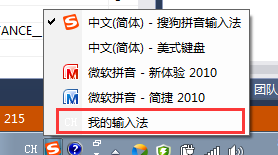 TANCE_
中文(简体) - 搜狗拼音输入法
中文(简体) - 美式键盘
微软拼音 - 新体验 2010
微软拼音 - 简捷 2010
CH 我的输入法
团队
215
CH